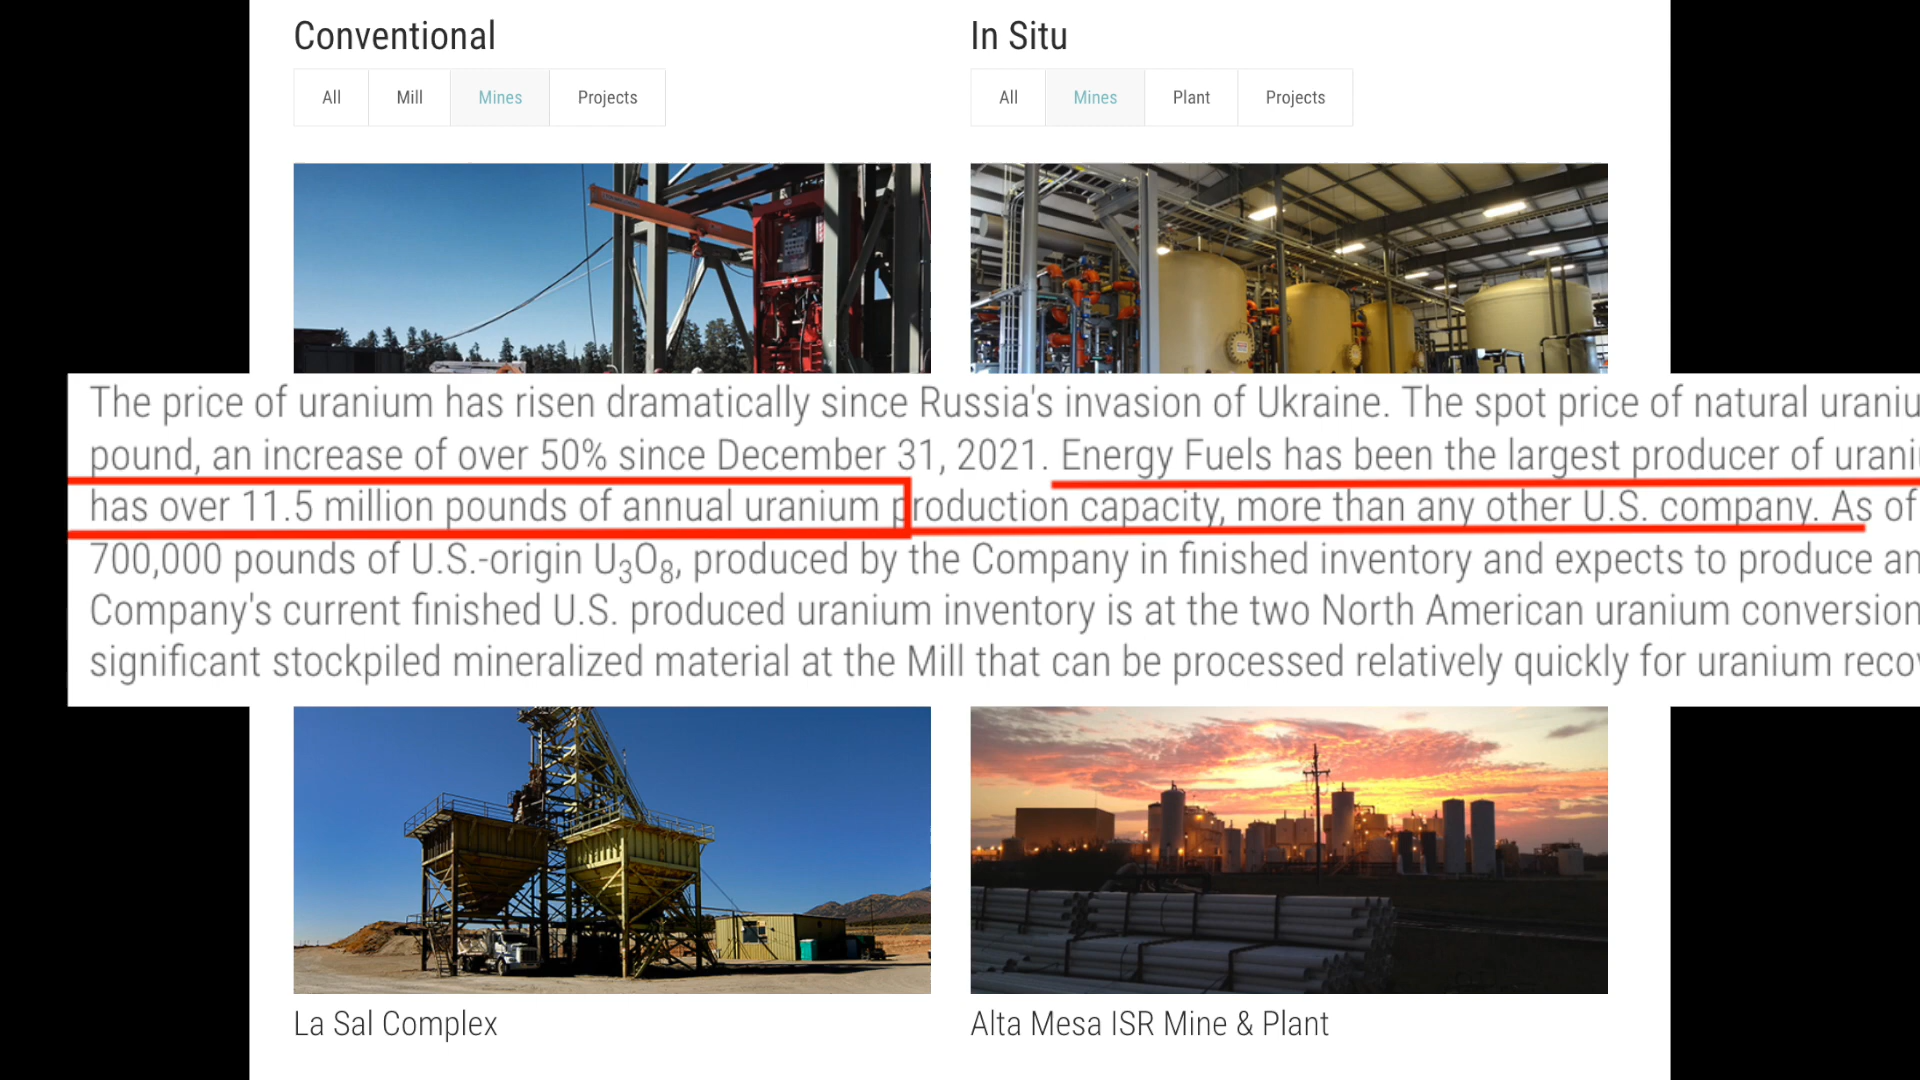 Conventional
In Situ
All Mill Mines Projects
All Mines Plant Projects
The price of uranium has risen dramatically since Russia's invasion of Ukraine. The spot price of natural
pound, an increase of over 50% since December 31, 2021. Energy Fuels has been the largest producer of
has over 11.5 million pounds of annual uranium production capacity, more than any other U.S. company. As of
700,000 pounds of U.S.-origin U₃O₈, produced by the Company in finished inventory and expects to produce
Company's current finished U.S. produced uranium inventory is at the two North American uranium conversion
significant stockpiled mineralized material at the Mill that can be processed relatively quickly for uranium
La Sal Complex
Alta Mesa ISR Mine & Plant